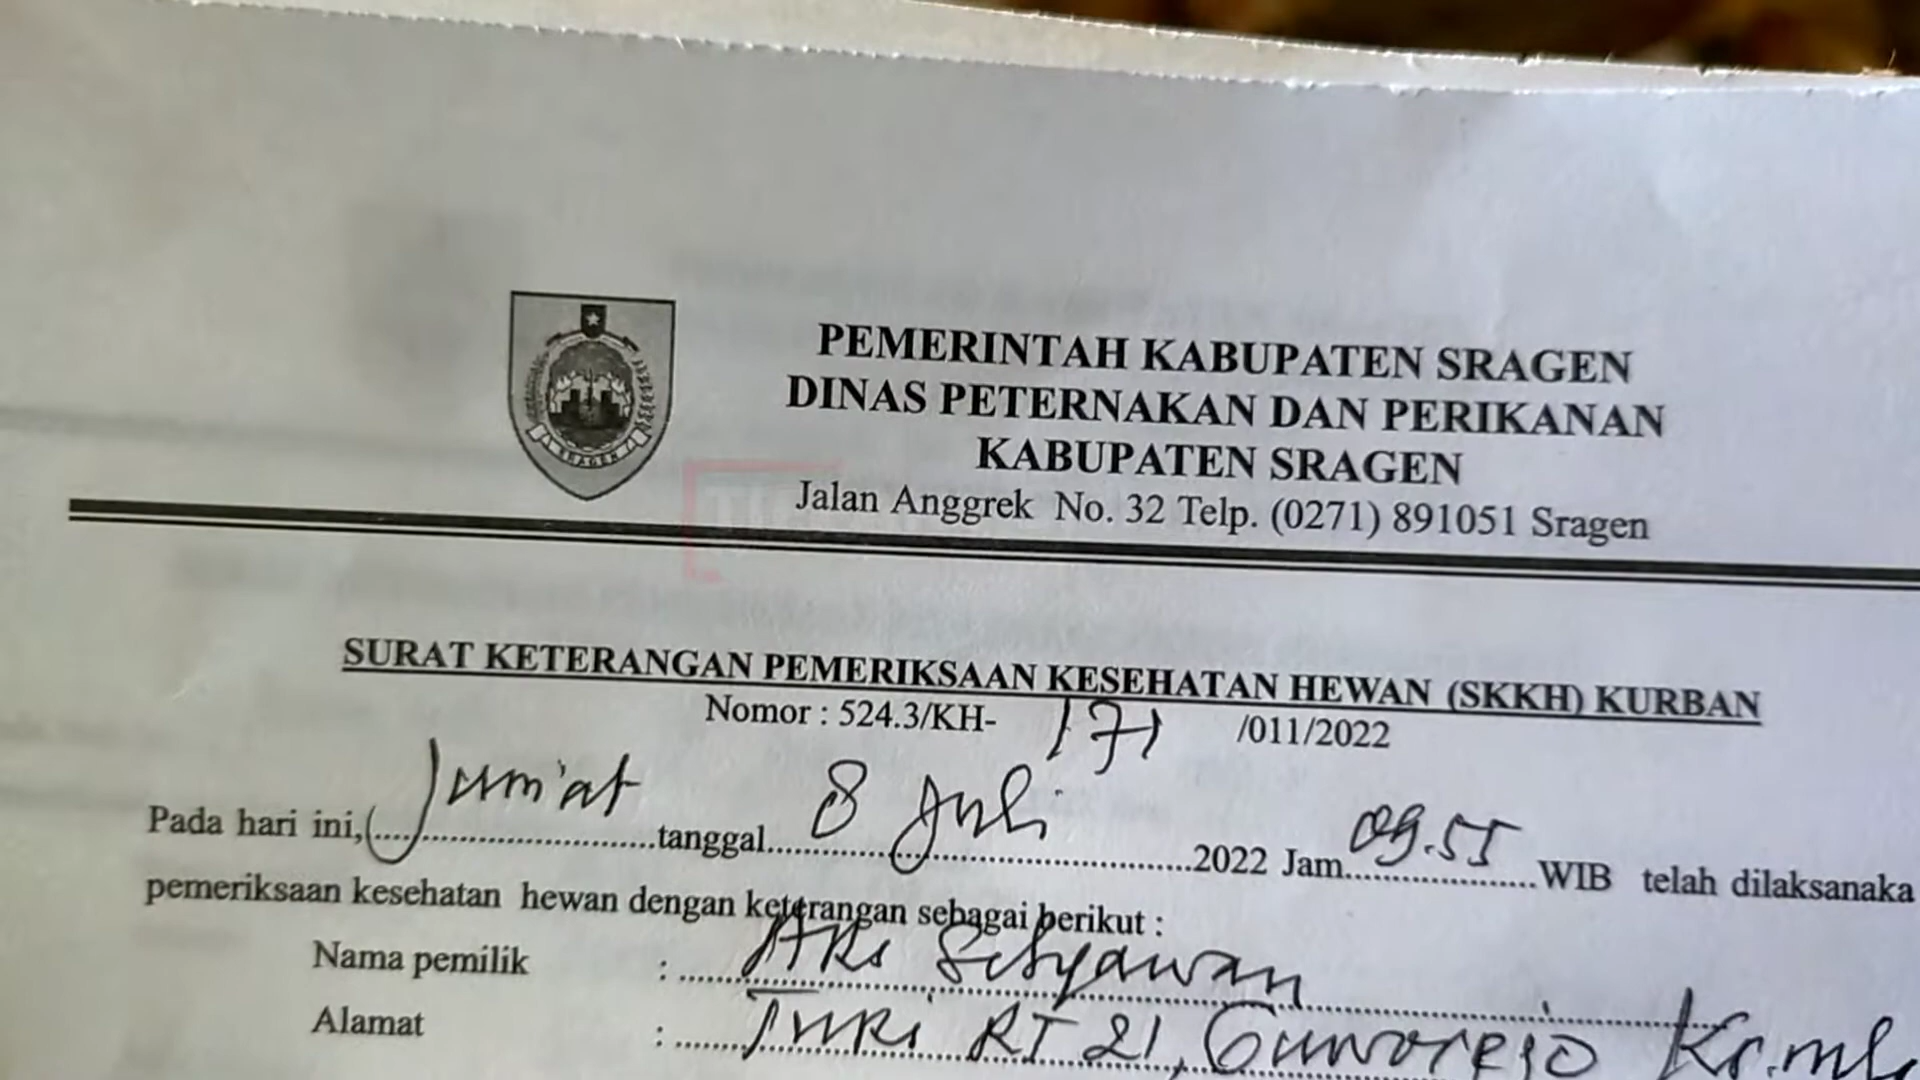 SRAGEN
PEMERINTAH KABUPATEN SRAGEN
DINAS PETERNAKAN DAN PERIKANAN
KABUPATEN SRAGEN
Jalan Anggrek No. 32 Telp. (0271) 891051 Sragen
SURAT KETERANGAN PEMERIKSAAN KESEHATAN HEWAN (SKKH) KURBAN
Nomor : 524.3/KH- 171 /011/2022
Pada hari ini, Jum'at tanggal 8 Juli 2022 Jam 09.55 WIB telah dilaksanaka
pemeriksaan kesehatan hewan dengan keterangan sebagai berikut :
Nama pemilik : Setyawan
Alamat : RT 21, Guworejo